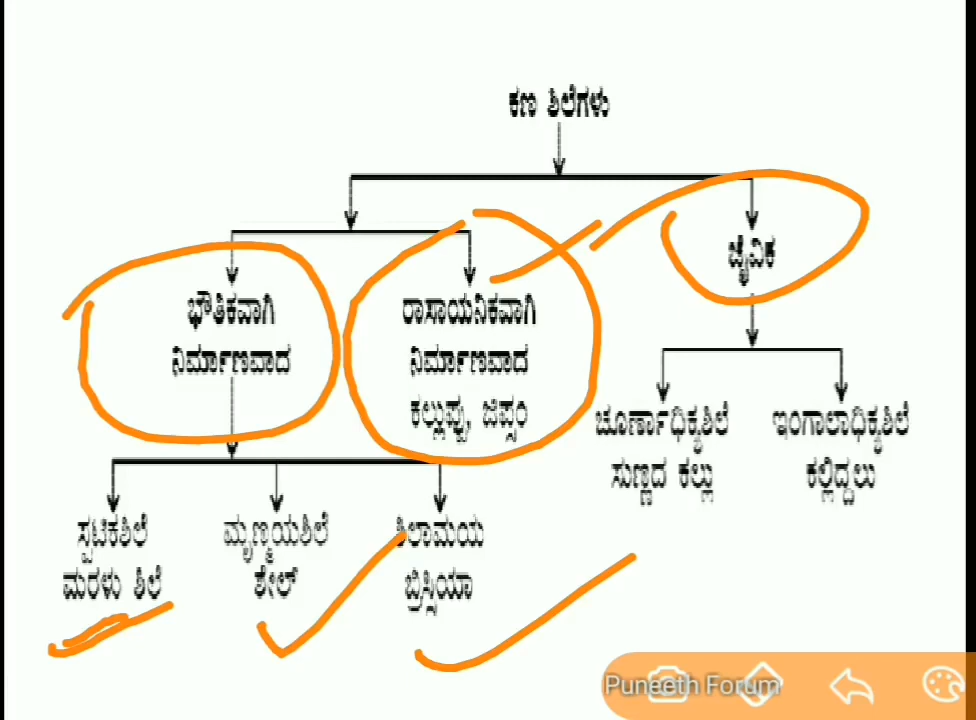 ಕಣ ಶಿಲೆಗಳು
ಜೈವಿಕ
ಭೌತಿಕವಾಗಿ
ನಿರ್ಮಾಣವಾದ
ರಾಸಾಯನಿಕವಾಗಿ
ನಿರ್ಮಾಣವಾದ
ಕಲ್ಲುಪ್ಪು, ಜಿಪ್ಸಂ
ಚೂರ್ಣಾಧಿಕ್ಯಶಿಲೆ
ಸುಣ್ಣದ ಕಲ್ಲು
ಇಂಗಾಲಾಧಿಕ್ಯಶಿಲೆ
ಕಲ್ಲಿದ್ದಲು
ಸ್ಪಟಿಕಶಿಲೆ
ಮರಳು ಶಿಲೆ
ಮೃಣ್ಮಯಶಿಲೆ
ಶೇಲ್
ಶಿಲಾಮಯ
ಬ್ರಿಸ್ಸಿಯಾ
Puneeth Forum